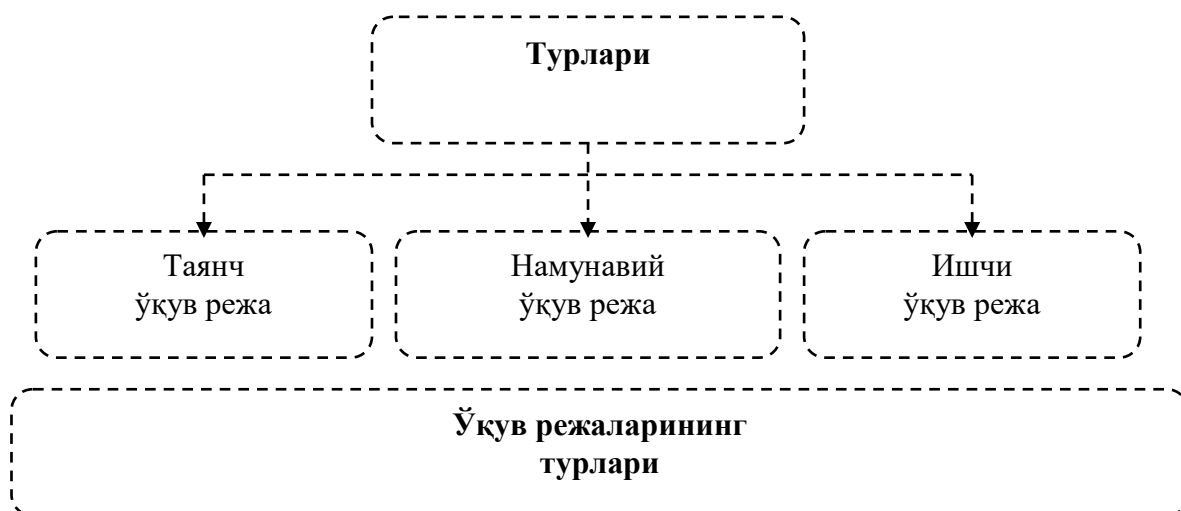 Турлари
Таянч
ўқув режа
Намунавий
ўқув режа
Ишчи
ўқув режа
Ўқув режаларининг
турлари